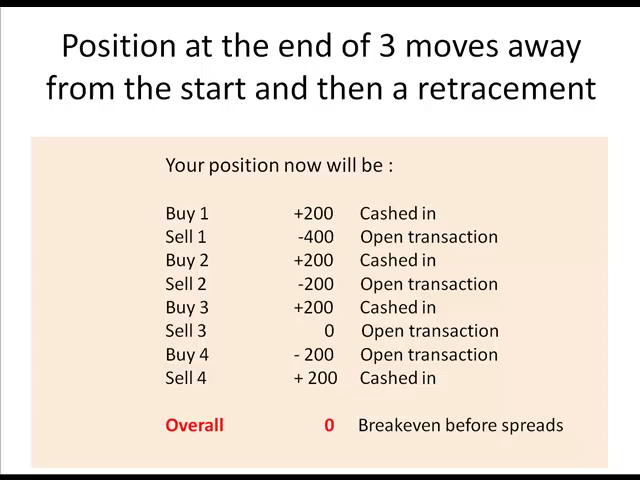 Position at the end of 3 moves away
from the start and then a retracement
Your position now will be :
Buy 1 +200 Cashed in
Sell 1 -400 Open transaction
Buy 2 +200 Cashed in
Sell 2 -200 Open transaction
Buy 3 +200 Cashed in
Sell 3 0 Open transaction
Buy 4 - 200 Open transaction
Sell 4 + 200 Cashed in
Overall 0 Breakeven before spreads